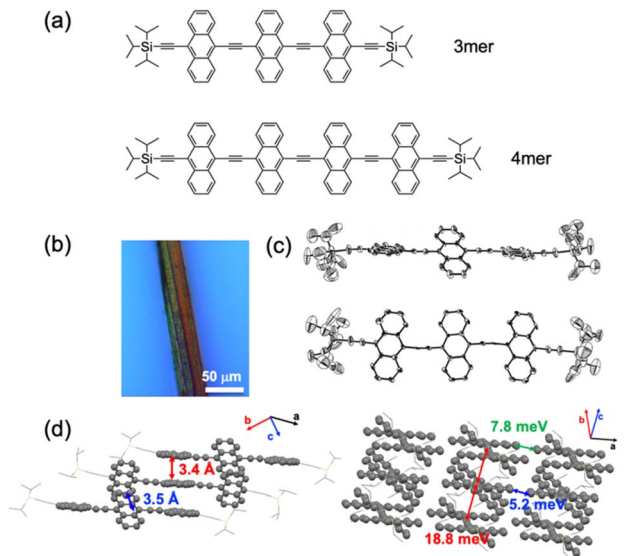 (a)
Si
Si
3mer
Si
Si
4mer
(b)
50 μm
(c)
(d)
b
a
c
3.4 Å
3.5 Å
7.8 meV
b
c
a
5.2 meV
18.8 meV